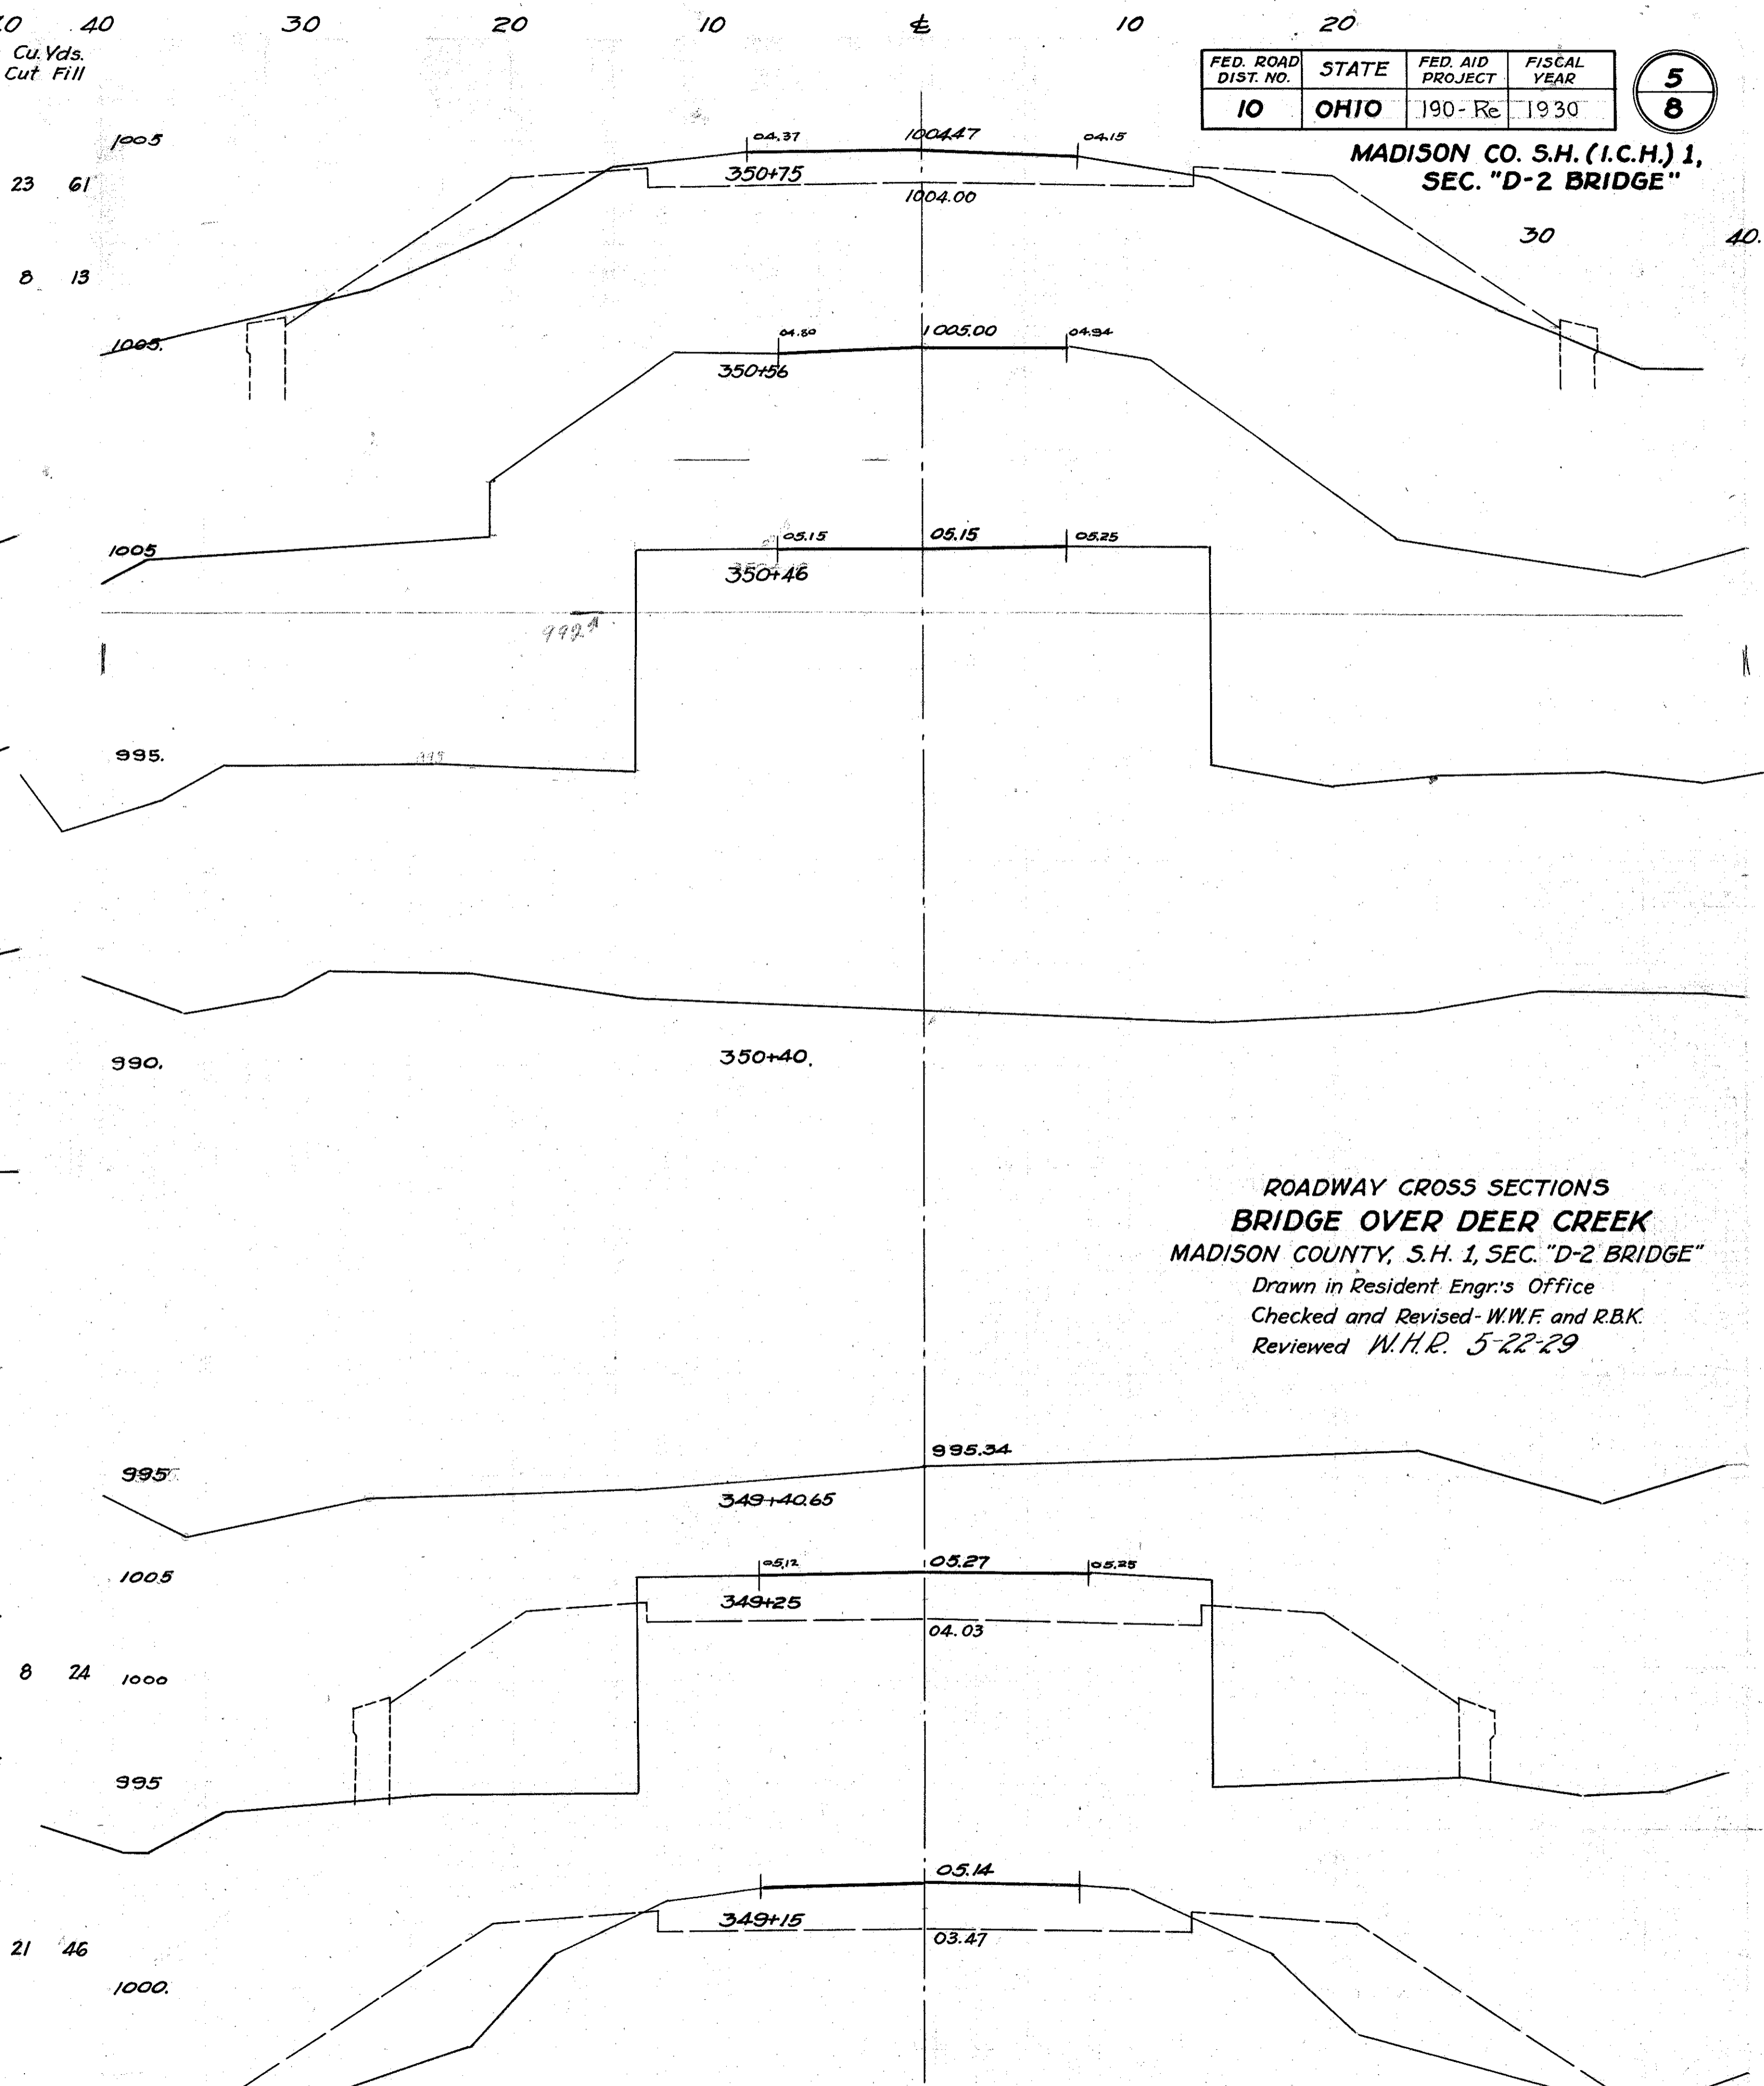 40 30 20 10 ℄ 10 20
Cu. Yds.
Cut Fill
FED. ROAD DIST. NO. STATE FED. AID PROJECT FISCAL YEAR
10 OHIO 190-Re 1930
5
8
MADISON CO. S.H. (I.C.H.) 1,
SEC. "D-2 BRIDGE"
30 40.
1005 04.37 1004.47 04.15
23 61 350+75
1004.00
8 13
1005. 04.80 1005.00 04.94
350+56
1005 05.15 05.15 05.25
350+46
995.
990. 350+40.
ROADWAY CROSS SECTIONS
BRIDGE OVER DEER CREEK
MADISON COUNTY, S.H. 1, SEC. "D-2 BRIDGE"
Drawn in Resident Engr.'s Office
Checked and Revised - W.W.F. and R.B.K.
Reviewed W.H.R. 5-22-29
995 995.34
349+40.65
1005 05.12 05.27 05.25
349+25
04.03
8 24 1000
995
05.14
349+15
03.47
21 46
1000.